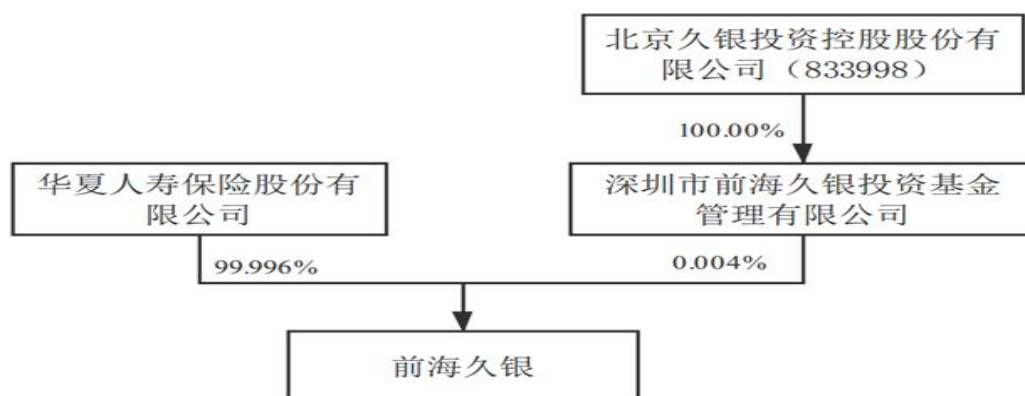 北京久银投资控股股份有
限公司（833998）
100.00%
华夏人寿保险股份有
限公司
深圳市前海久银投资基金
管理有限公司
99.996%
0.004%
前海久银